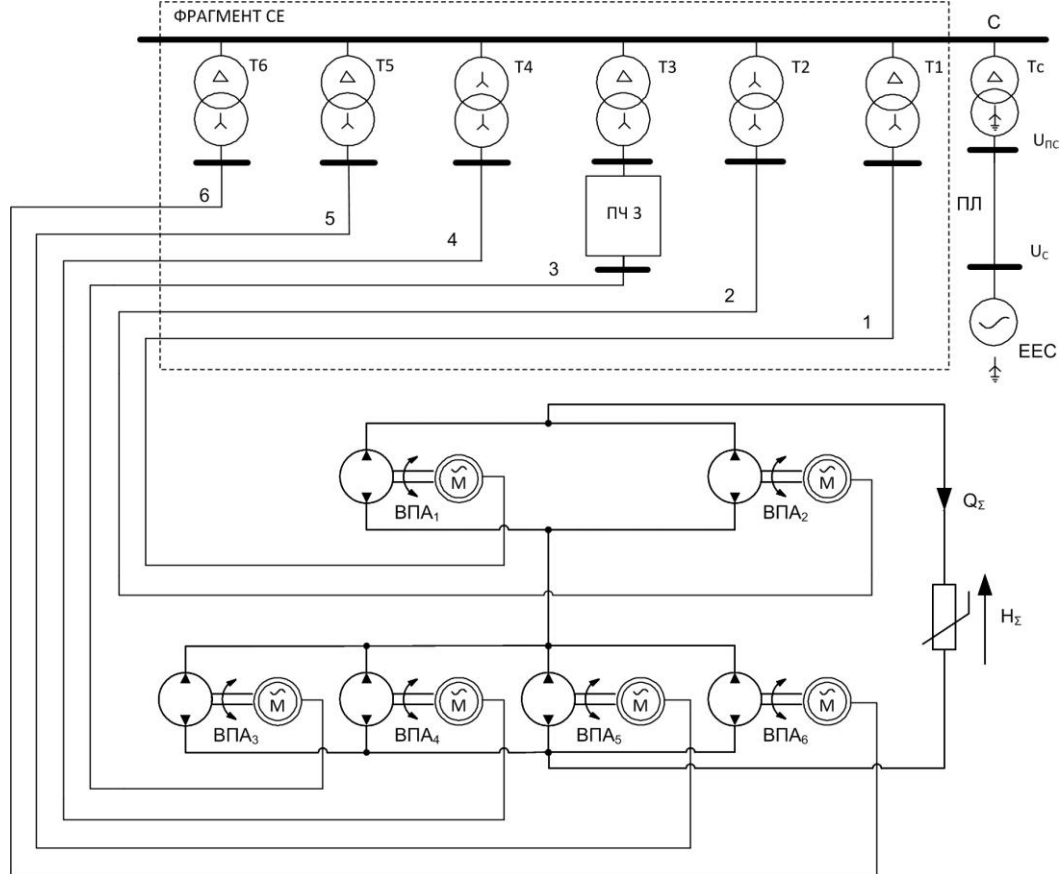 ФРАГМЕНТ СЕ
С
Т6
Т5
Т4
Т3
Т2
Т1
Тс
Uпс
ПЧ 3
ПЛ
6
5
4
3
2
1
Uс
ЕЕС
ВПА₁
М
ВПА₂
М
QΣ
HΣ
ВПА₃
М
ВПА₄
М
ВПА₅
М
ВПА₆
М